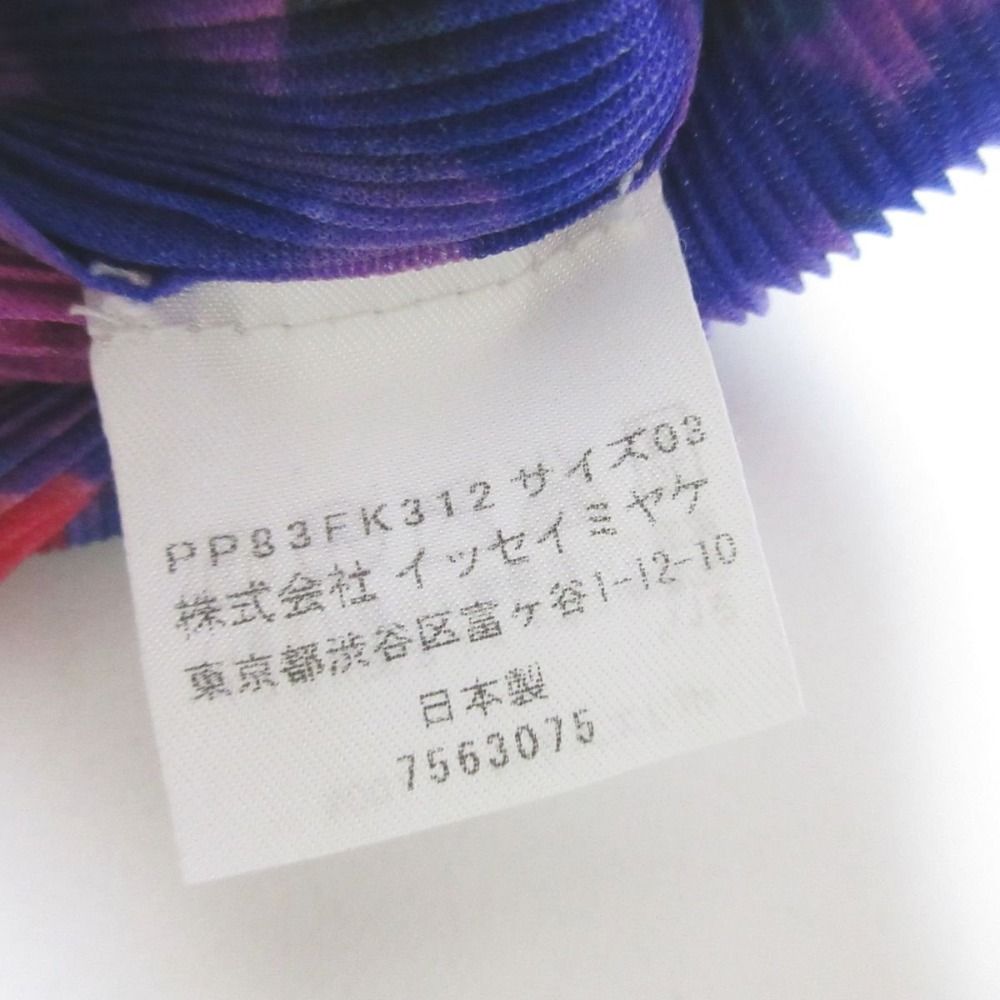 PP83FK312 サイズ03
株式会社 イッセイミヤケ
東京都渋谷区富ヶ谷1-12-10
日本製
7563075